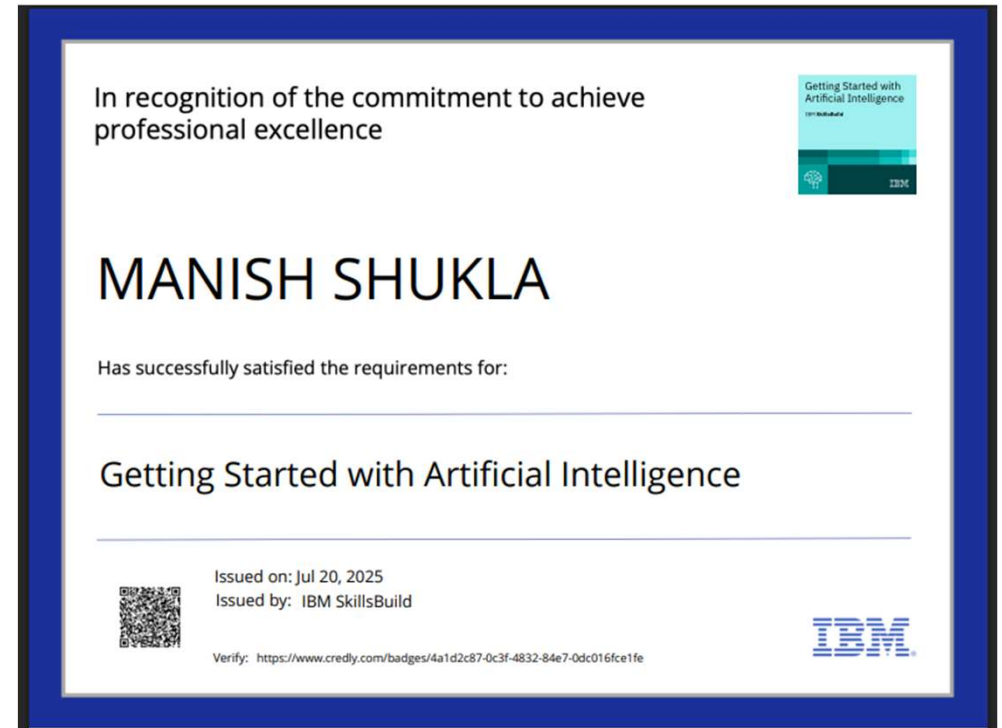 In recognition of the commitment to achieve
professional excellence
Getting Started with
Artificial Intelligence
IBM SkillsBuild
IBM
MANISH SHUKLA
Has successfully satisfied the requirements for:
Getting Started with Artificial Intelligence
Issued on: Jul 20, 2025
Issued by: IBM SkillsBuild
Verify: https://www.credly.com/badges/4a1d2c87-0c3f-4832-84e7-0dc016fce1fe
IBM.